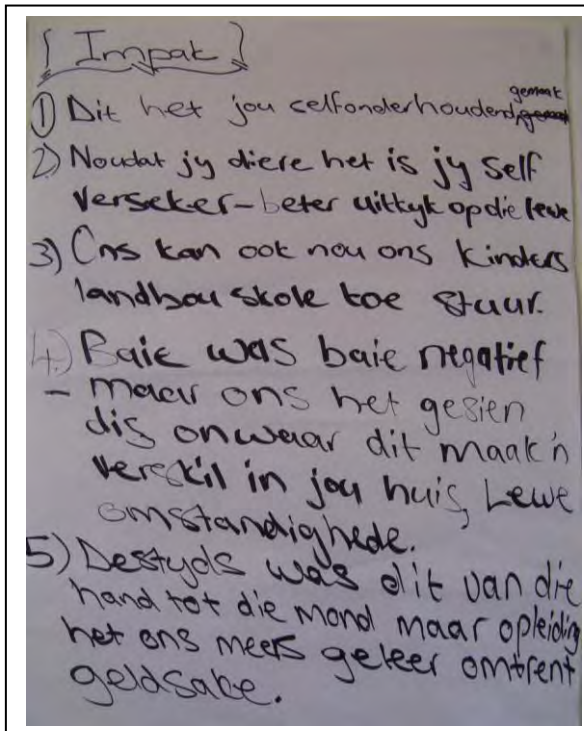 [ Impak ]
1) Dit het jou selfonderhoudend gemaak
2) Noudat jy diere het is jy self
verseker - beter uitkyk op die lewe
3) Ons kan ook nou ons kinders
landbou skole toe stuur.
4) Baie was baie negatief
- maar ons het gesien
dis onwaar dit maak 'n
verskil in jou huis, Lewe
omstandighede.
5) Destyds was dit van die
hand tot die mond maar opleiding
het ons meers geleer omtrent
geldsake.